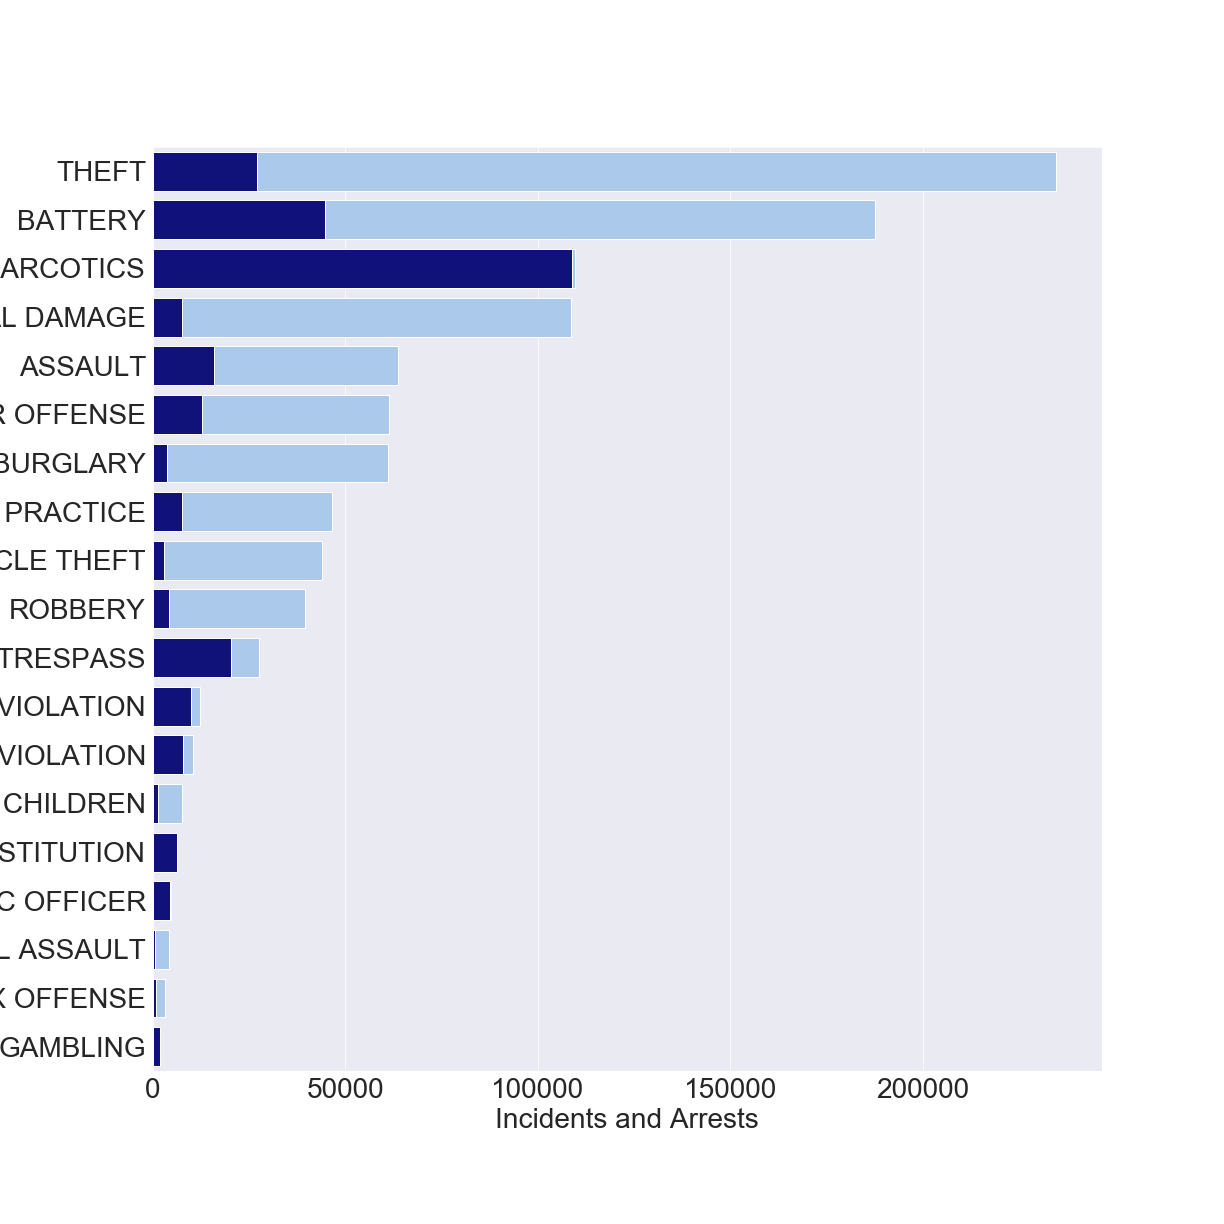 THEFT
BATTERY
ARCOTICS
L DAMAGE
ASSAULT
R OFFENSE
BURGLARY
PRACTICE
CLE THEFT
ROBBERY
TRESPASS
VIOLATION
VIOLATION
CHILDREN
STITUTION
C OFFICER
L ASSAULT
X OFFENSE
GAMBLING
0 50000 100000 150000 200000
Incidents and Arrests